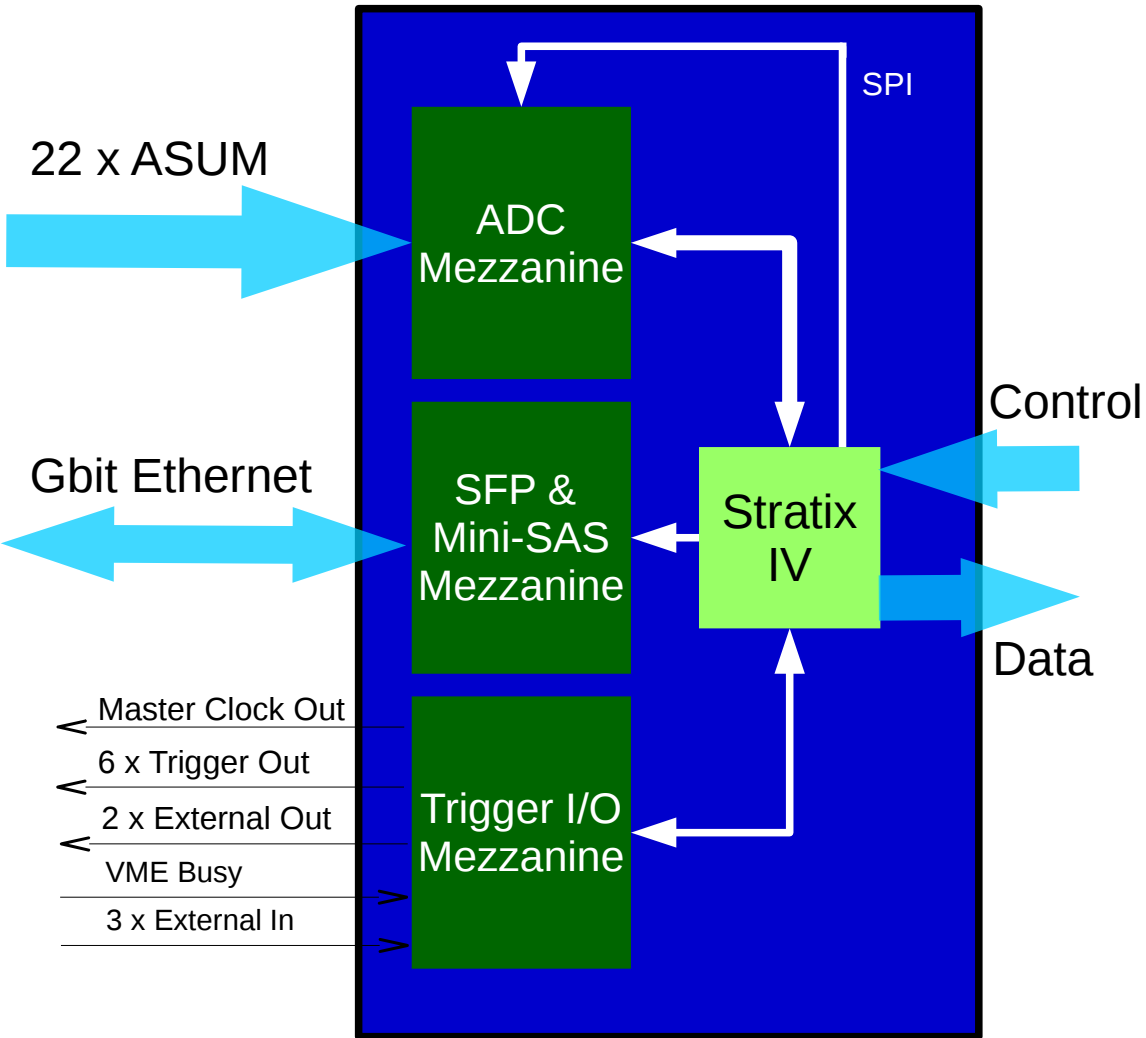 SPI
22 x ASUM
ADC
Mezzanine
Control
Gbit Ethernet
SFP &
Mini-SAS
Mezzanine
Stratix
IV
Data
Master Clock Out
6 x Trigger Out
2 x External Out
VME Busy
3 x External In
Trigger I/O
Mezzanine